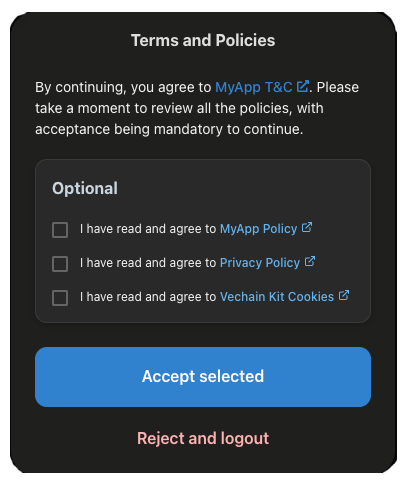 Terms and Policies
By continuing, you agree to MyApp T&C. Please
take a moment to review all the policies, with
acceptance being mandatory to continue.
Optional
I have read and agree to MyApp Policy
I have read and agree to Privacy Policy
I have read and agree to Vechain Kit Cookies
Accept selected
Reject and logout